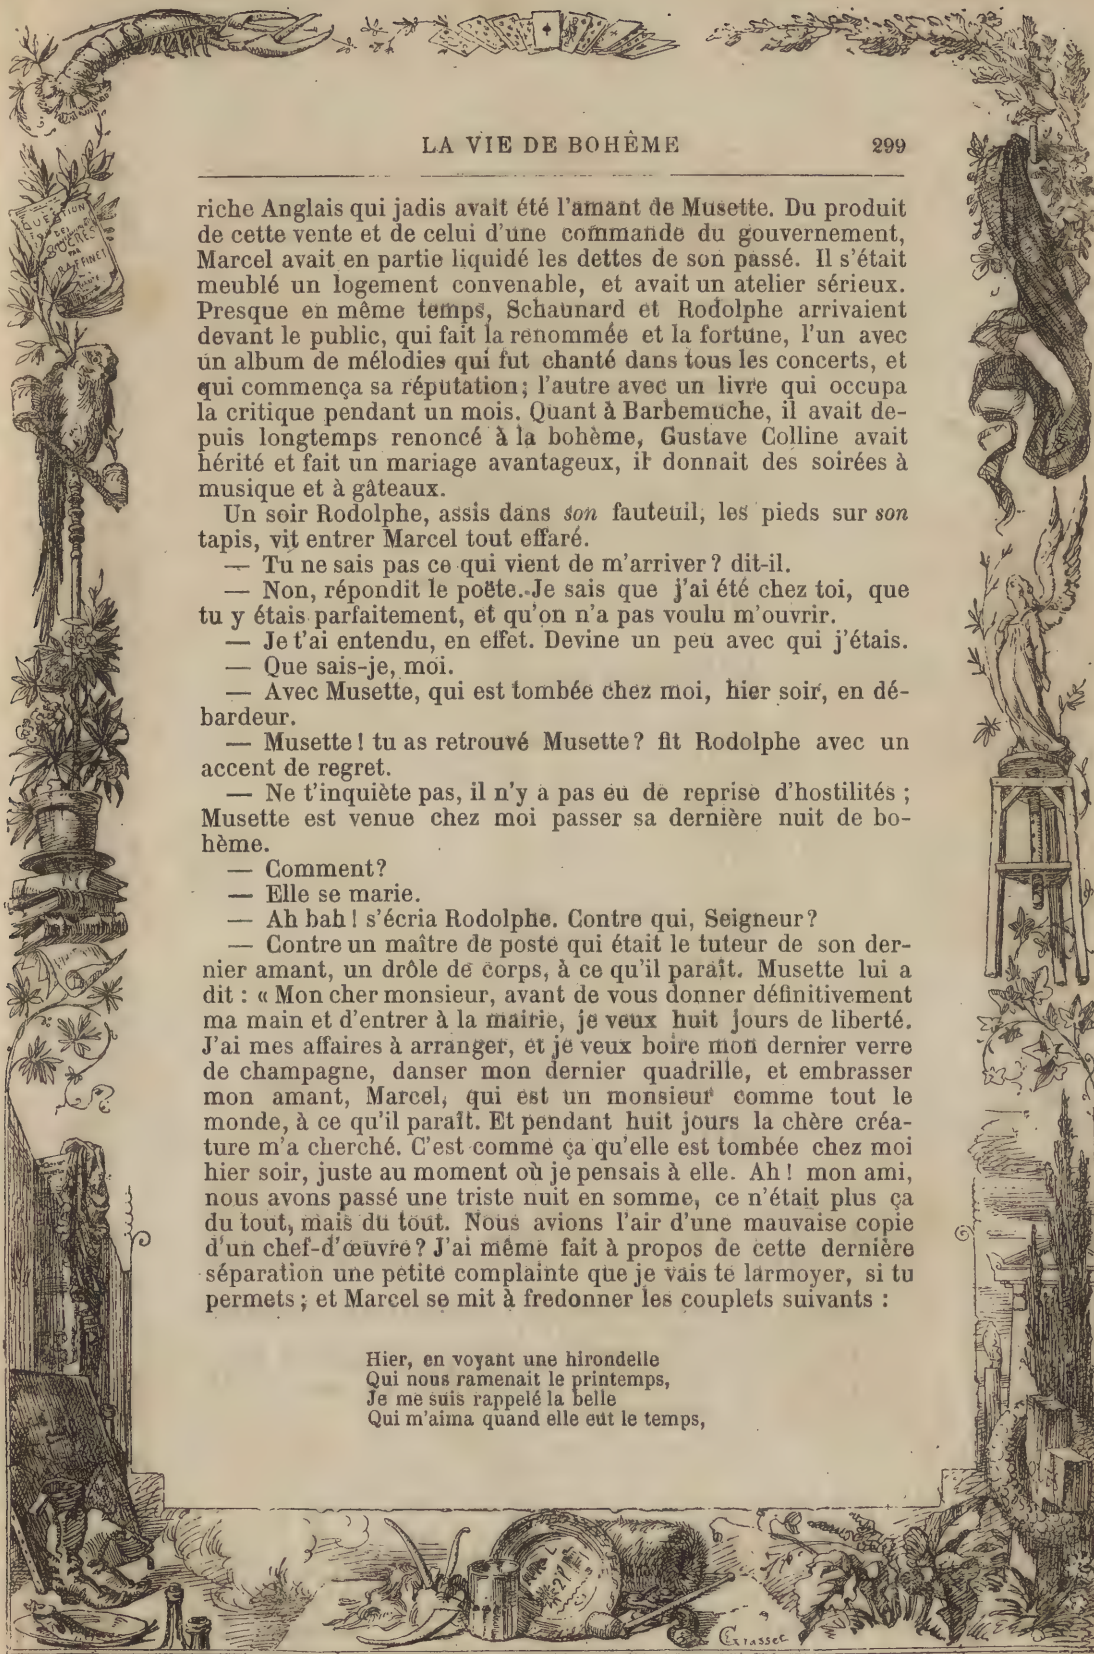 LA VIE DE BOHÊME 299
riche Anglais qui jadis avait été l'amant de Musette. Du produit
de cette vente et de celui d'une commande du gouvernement,
Marcel avait en partie liquidé les dettes de son passé. Il s'était
meublé un logement convenable, et avait un atelier sérieux.
Presque en même temps, Schaunard et Rodolphe arrivaient
devant le public, qui fait la renommée et la fortune, l'un avec
un album de mélodies qui fut chanté dans tous les concerts, et
qui commença sa réputation; l'autre avec un livre qui occupa
la critique pendant un mois. Quant à Barbemuche, il avait de-
puis longtemps renoncé à la bohème, Gustave Colline avait
hérité et fait un mariage avantageux, il donnait des soirées à
musique et à gâteaux.
Un soir Rodolphe, assis dans son fauteuil, les pieds sur son
tapis, vit entrer Marcel tout effaré.
— Tu ne sais pas ce qui vient de m'arriver? dit-il.
— Non, répondit le poëte. Je sais que j'ai été chez toi, que
tu y étais parfaitement, et qu'on n'a pas voulu m'ouvrir.
— Je t'ai entendu, en effet. Devine un peu avec qui j'étais.
— Que sais-je, moi.
— Avec Musette, qui est tombée chez moi, hier soir, en dé-
bardeur.
— Musette! tu as retrouvé Musette? fit Rodolphe avec un
accent de regret.
— Ne t'inquiète pas, il n'y a pas eu de reprise d'hostilités;
Musette est venue chez moi passer sa dernière nuit de bo-
hème.
— Comment?
— Elle se marie.
— Ah bah! s'écria Rodolphe. Contre qui, Seigneur?
— Contre un maître de poste qui était le tuteur de son der-
nier amant, un drôle de corps, à ce qu'il paraît. Musette lui a
dit : « Mon cher monsieur, avant de vous donner définitivement
ma main et d'entrer à la mairie, je veux huit jours de liberté.
J'ai mes affaires à arranger, et je veux boire mon dernier verre
de champagne, danser mon dernier quadrille, et embrasser
mon amant, Marcel, qui est un monsieur comme tout le
monde, à ce qu'il paraît. Et pendant huit jours la chère créa-
ture m'a cherché. C'est comme ça qu'elle est tombée chez moi
hier soir, juste au moment où je pensais à elle. Ah! mon ami,
nous avons passé une triste nuit en somme, ce n'était plus ça
du tout, mais du tout. Nous avions l'air d'une mauvaise copie
d'un chef-d'œuvre? J'ai même fait à propos de cette dernière
séparation une petite complainte que je vais te larmoyer, si tu
permets; et Marcel se mit à fredonner les couplets suivants :
Hier, en voyant une hirondelle
Qui nous ramenait le printemps,
Je me suis rappelé la belle
Qui m'aima quand elle eut le temps,
QUESTION
DES
SUCRES
PAR
RAFFINET
EGrasset